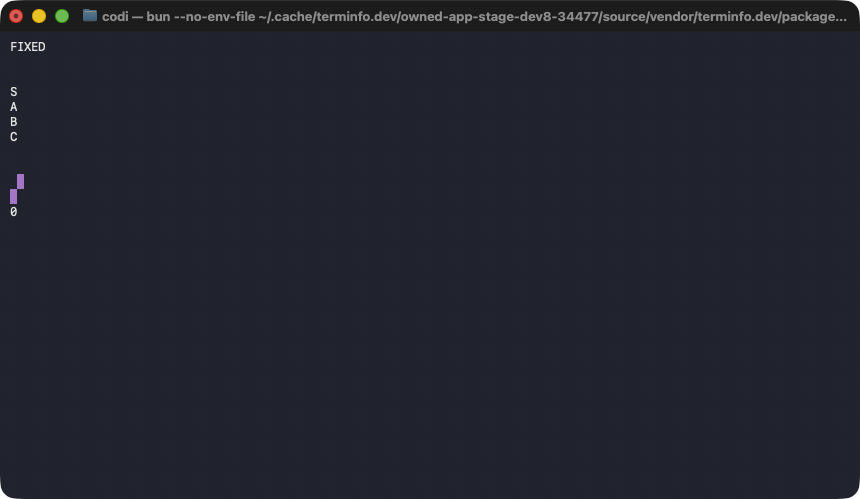 codi — bun --no-env-file ~/.cache/terminfo.dev/owned-app-stage-dev8-34477/source/vendor/terminfo.dev/package...
FIXED
S
A
B
C
0